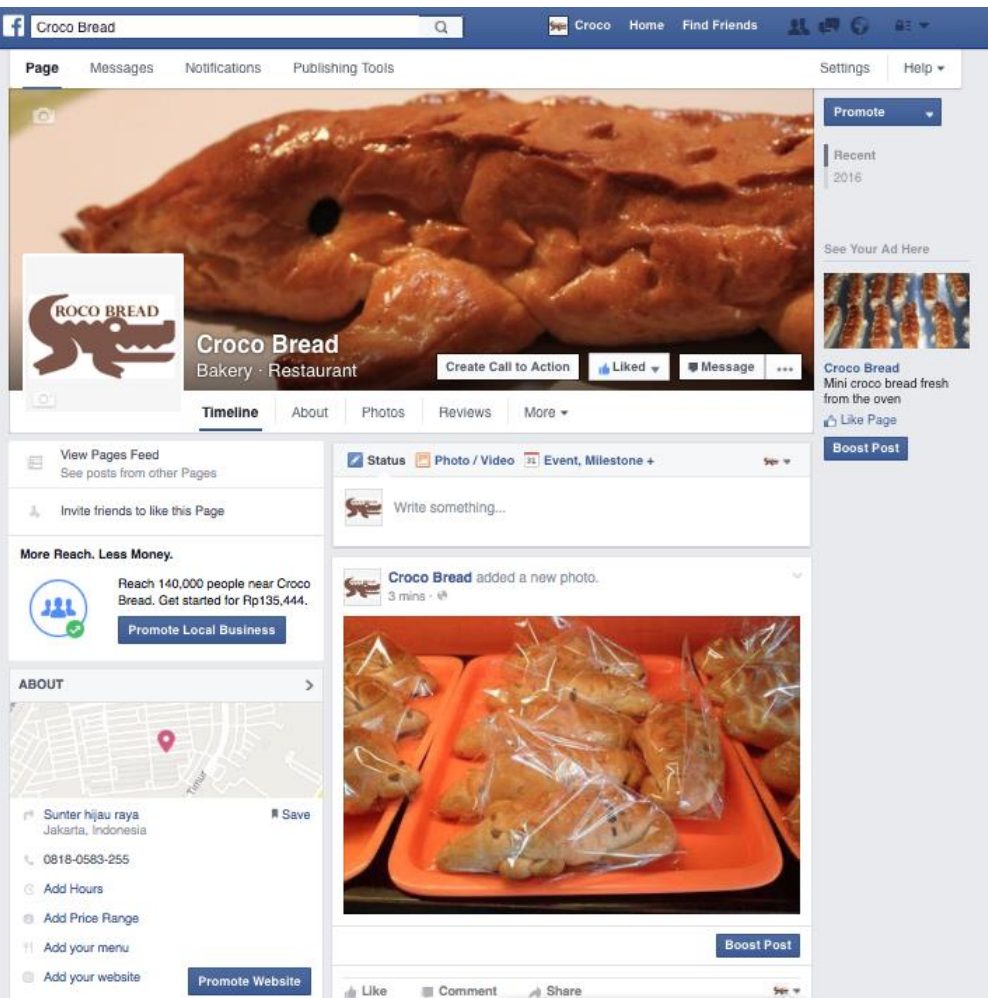 Croco Bread
Croco Home Find Friends
Page Messages Notifications Publishing Tools Settings Help
Promote
Recent
2016
See Your Ad Here
ROCO BREAD
Croco Bread
Bakery · Restaurant
Create Call to Action Liked Message ...
Croco Bread
Mini croco bread fresh
from the oven
Like Page
Boost Post
Timeline About Photos Reviews More
View Pages Feed
See posts from other Pages
Invite friends to like this Page
More Reach. Less Money.
Reach 140,000 people near Croco
Bread. Get started for Rp135,444.
Promote Local Business
ABOUT
Timur
Sunter hijau raya Save
Jakarta, Indonesia
0818-0583-255
Add Hours
Add Price Range
Add your menu
Add your website Promote Website
Status Photo / Video 31 Event, Milestone +
Write something...
Croco Bread added a new photo.
3 mins ·
Boost Post
Like Comment Share